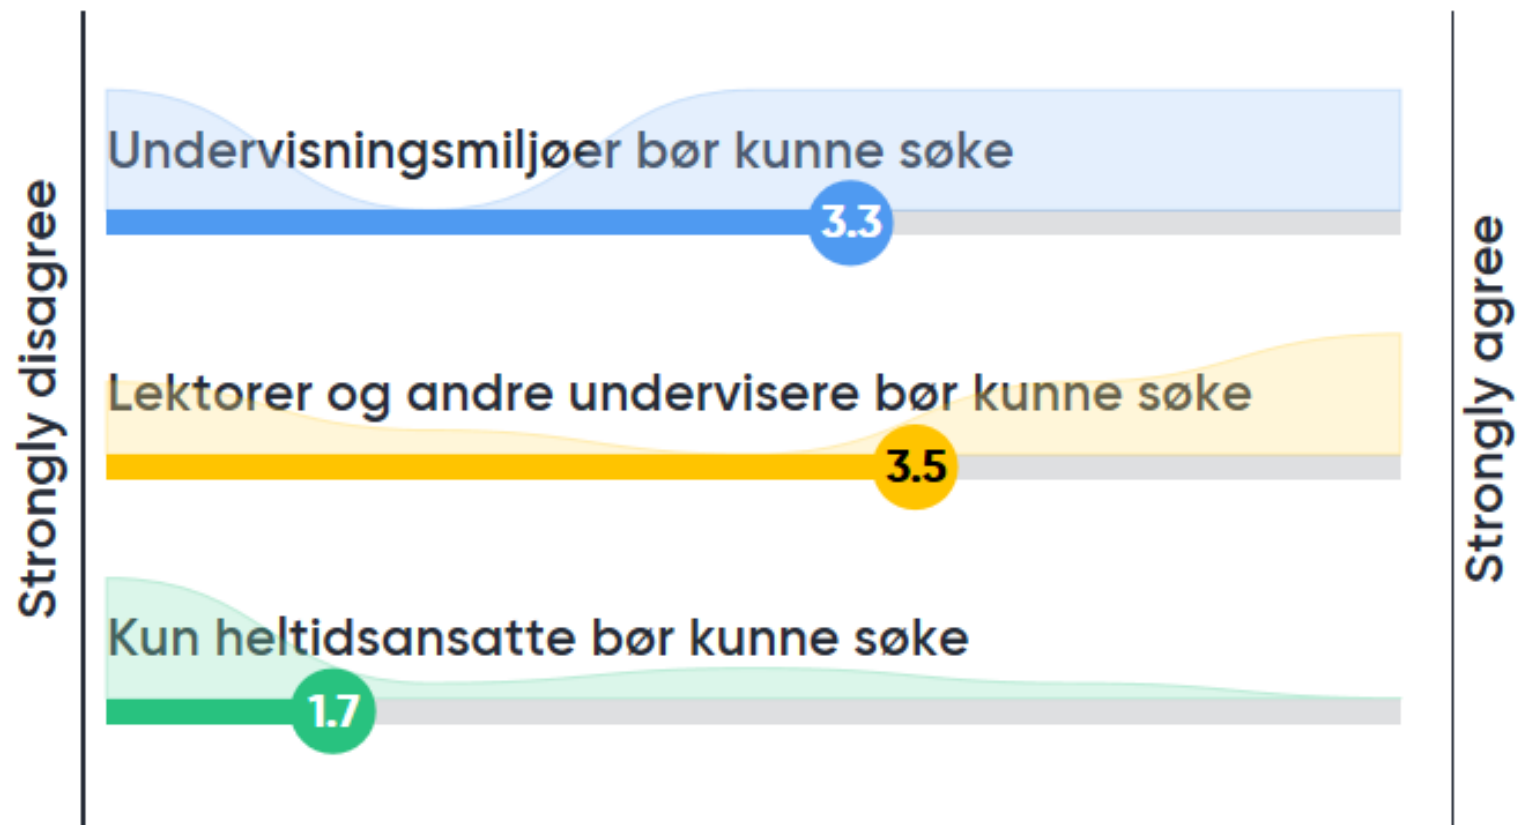 Strongly disagree
Undervisningsmiljøer bør kunne søke
3.3
Lektorer og andre undervisere bør kunne søke
3.5
Kun heltidsansatte bør kunne søke
1.7
Strongly agree